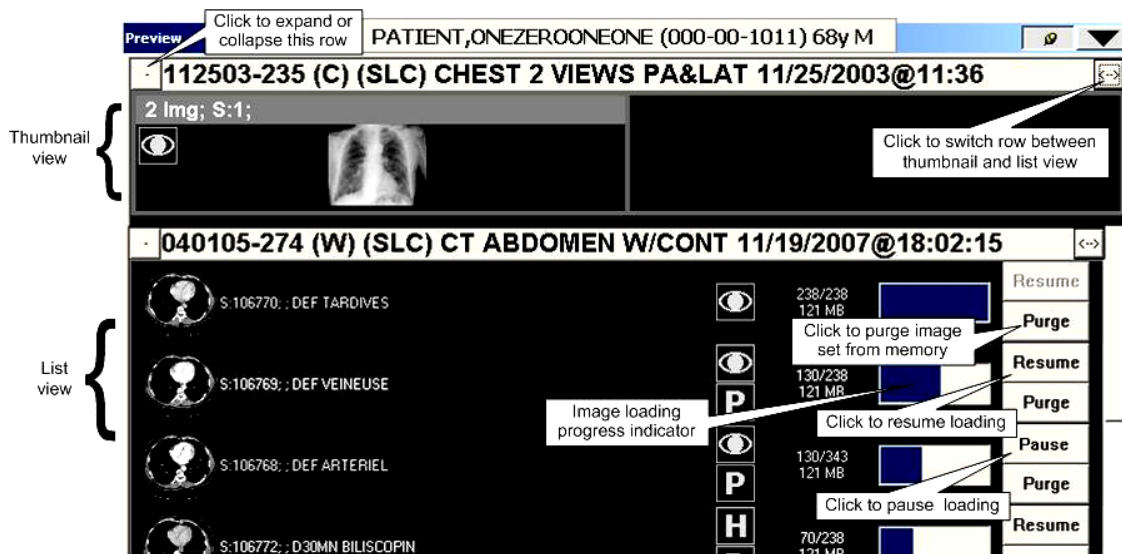 Click to expand or
collapse this row
Preview
PATIENT,ONEZEROONEONE (000-00-1011) 68y M
112503-235 (C) (SLC) CHEST 2 VIEWS PA&LAT 11/25/2003@11:36
<-->
2 Img; S:1;
Thumbnail
view
Click to switch row between
thumbnail and list view
040105-274 (W) (SLC) CT ABDOMEN W/CONT 11/19/2007@18:02:15
<-->
S:106770; ; DEF TARDIVES
238/238
121 MB
Resume
Purge
Click to purge image
set from memory
List
view
S:106769; ; DEF VEINEUSE
P
130/238
121 MB
Resume
Purge
Image loading
progress indicator
Click to resume loading
S:106768; ; DEF ARTERIEL
P
130/343
121 MB
Pause
Purge
Click to pause loading
S:106772; ; D30MN BILISCOPIN
H
70/238
121 MB
Resume